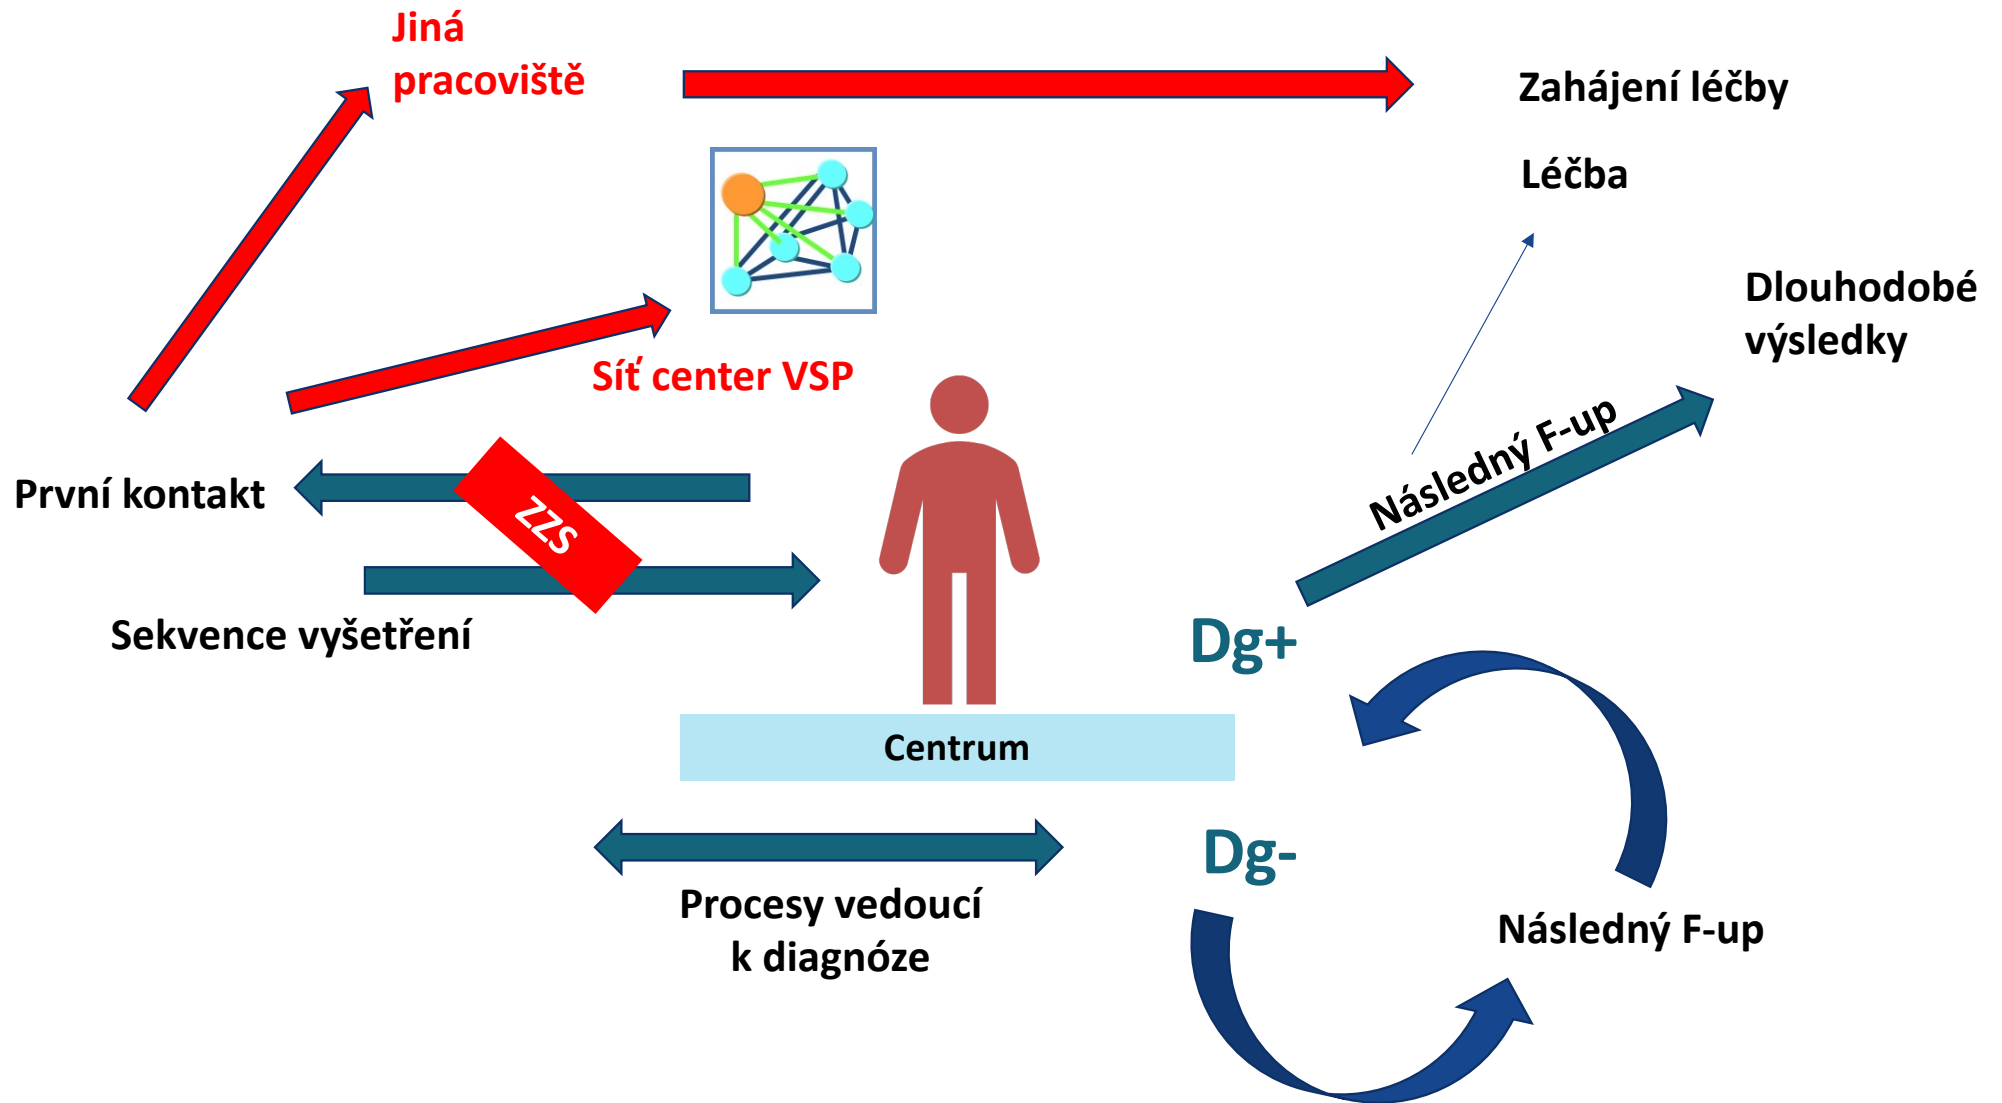 Jiná
pracoviště
Zahájení léčby
Léčba
Dlouhodobé
výsledky
Síť center VSP
Následný F-up
První kontakt
ZZS
Sekvence vyšetření
Dg+
Centrum
Dg-
Procesy vedoucí
k diagnóze
Následný F-up